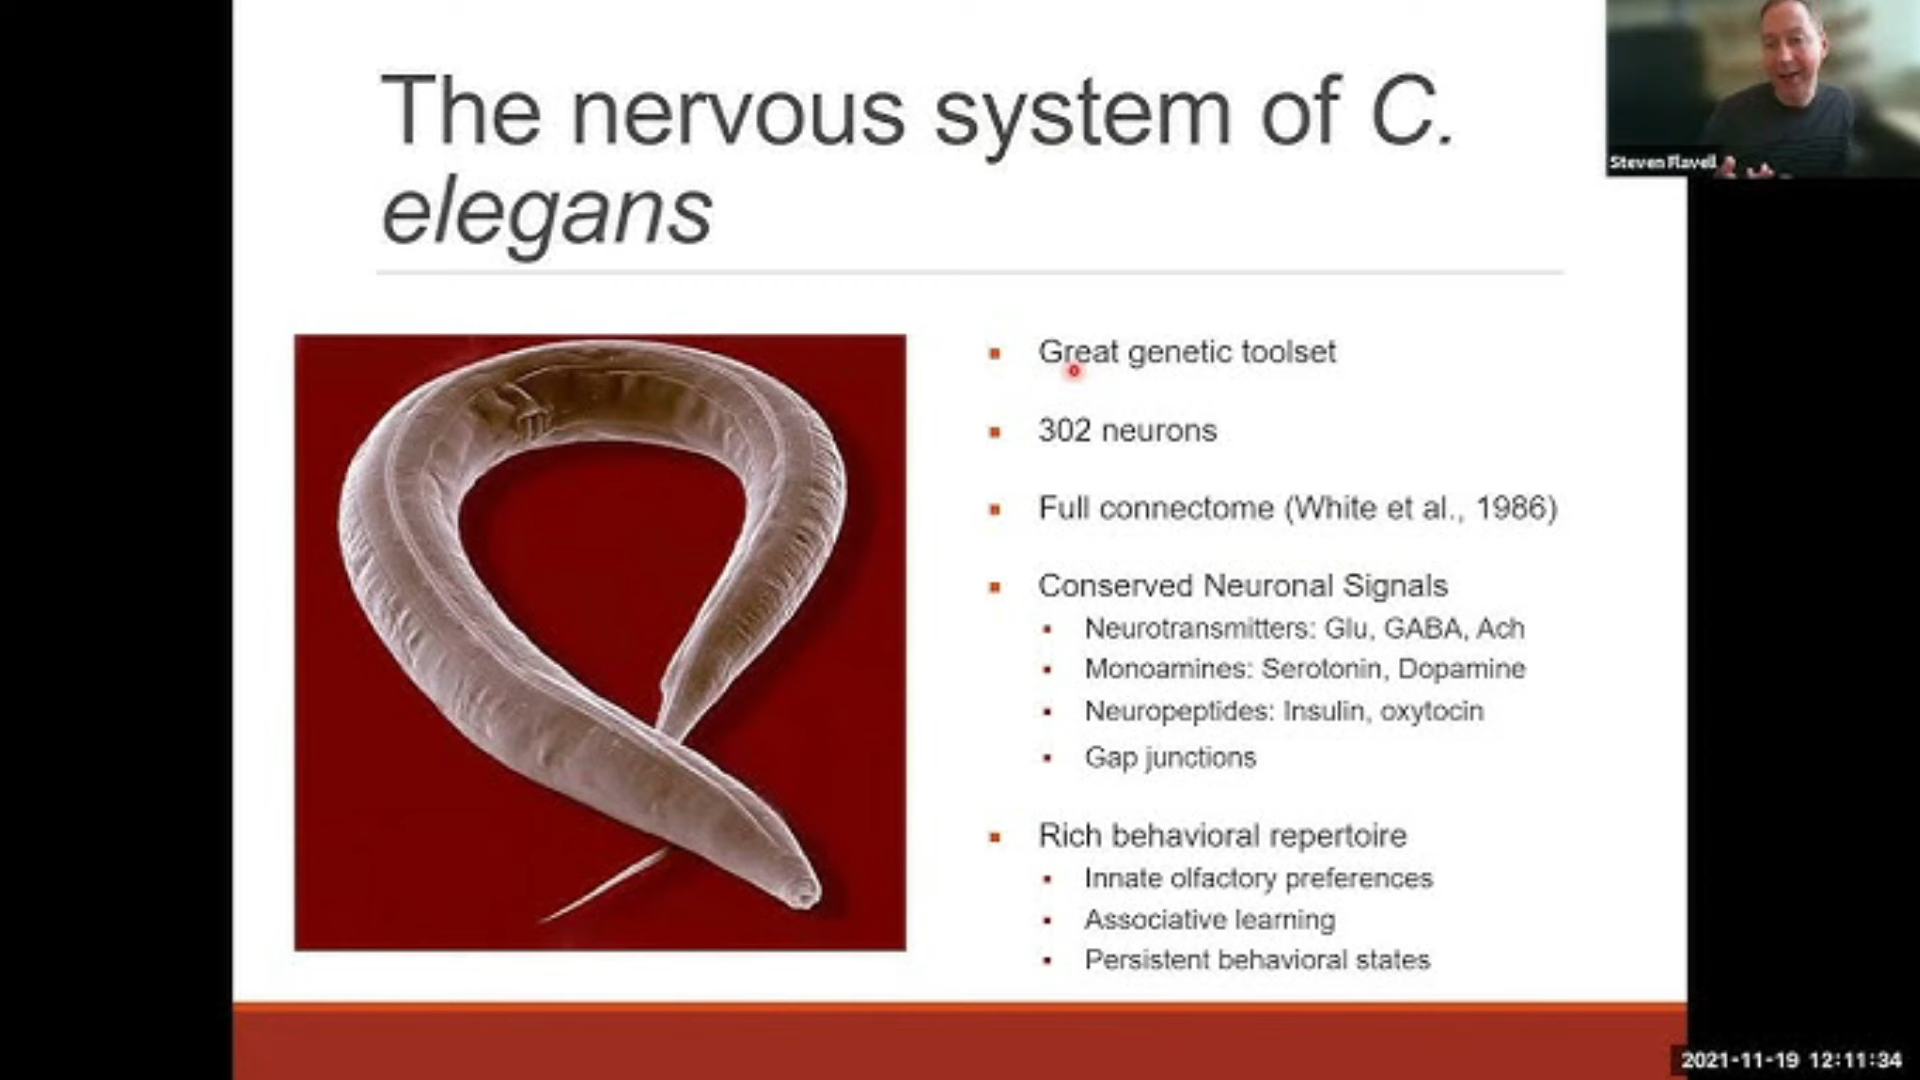 The nervous system of C.
elegans
Steven Flavell
Great genetic toolset
302 neurons
Full connectome (White et al., 1986)
Conserved Neuronal Signals
Neurotransmitters: Glu, GABA, Ach
Monoamines: Serotonin, Dopamine
Neuropeptides: Insulin, oxytocin
Gap junctions
Rich behavioral repertoire
Innate olfactory preferences
Associative learning
Persistent behavioral states
2021-11-19 12:11:34